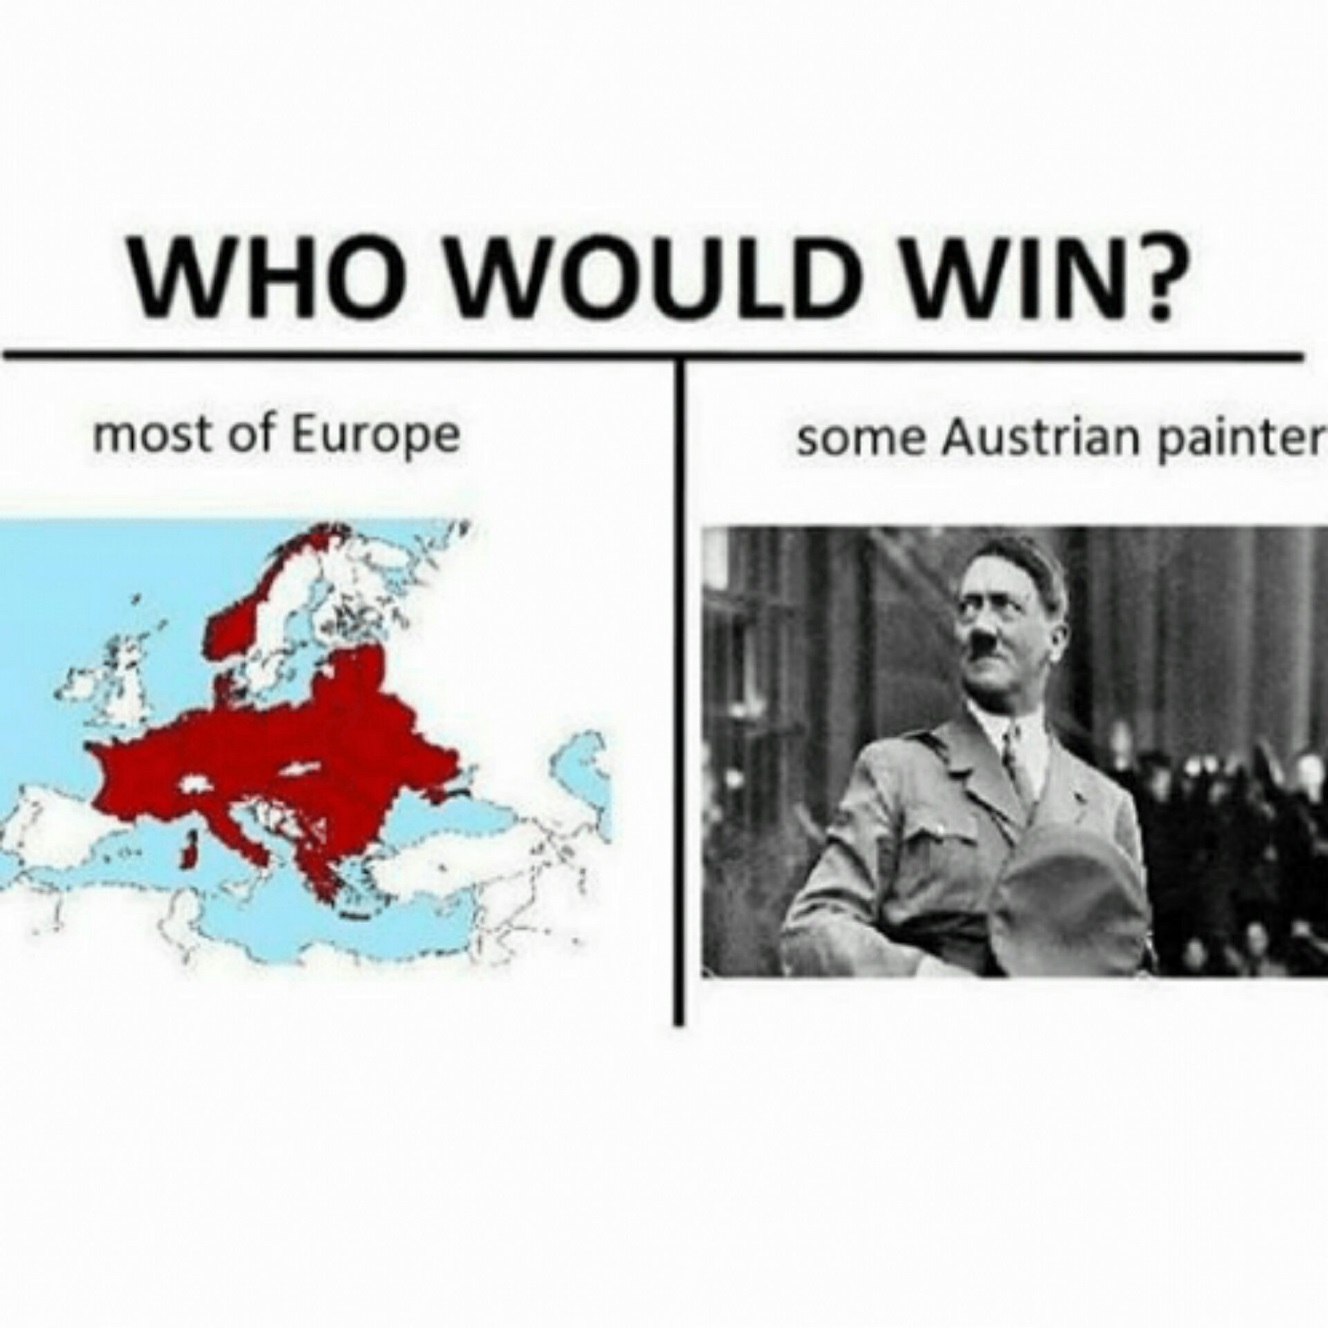 WHO WOULD WIN?
most of Europe
some Austrian painter